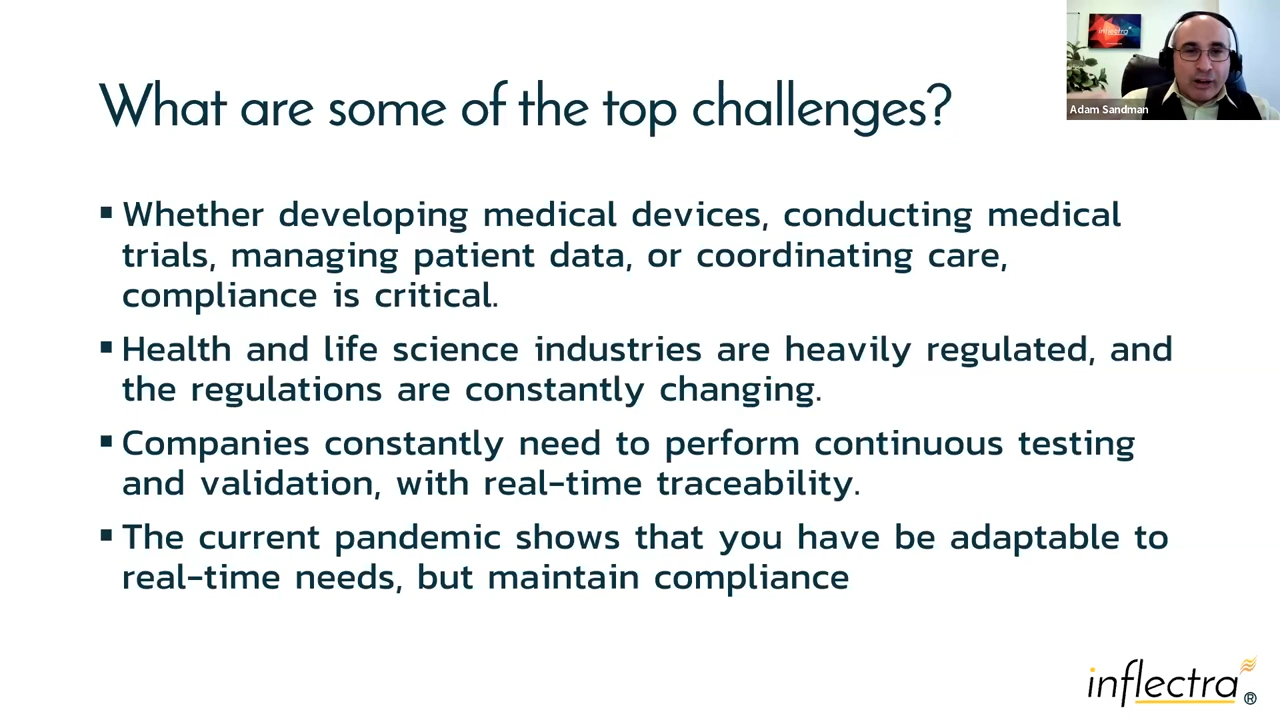 What are some of the top challenges?
inflectra
Adam Sandman
▪ Whether developing medical devices, conducting medical
trials, managing patient data, or coordinating care,
compliance is critical.
▪ Health and life science industries are heavily regulated, and
the regulations are constantly changing.
▪ Companies constantly need to perform continuous testing
and validation, with real-time traceability.
▪ The current pandemic shows that you have be adaptable to
real-time needs, but maintain compliance
inflectra®